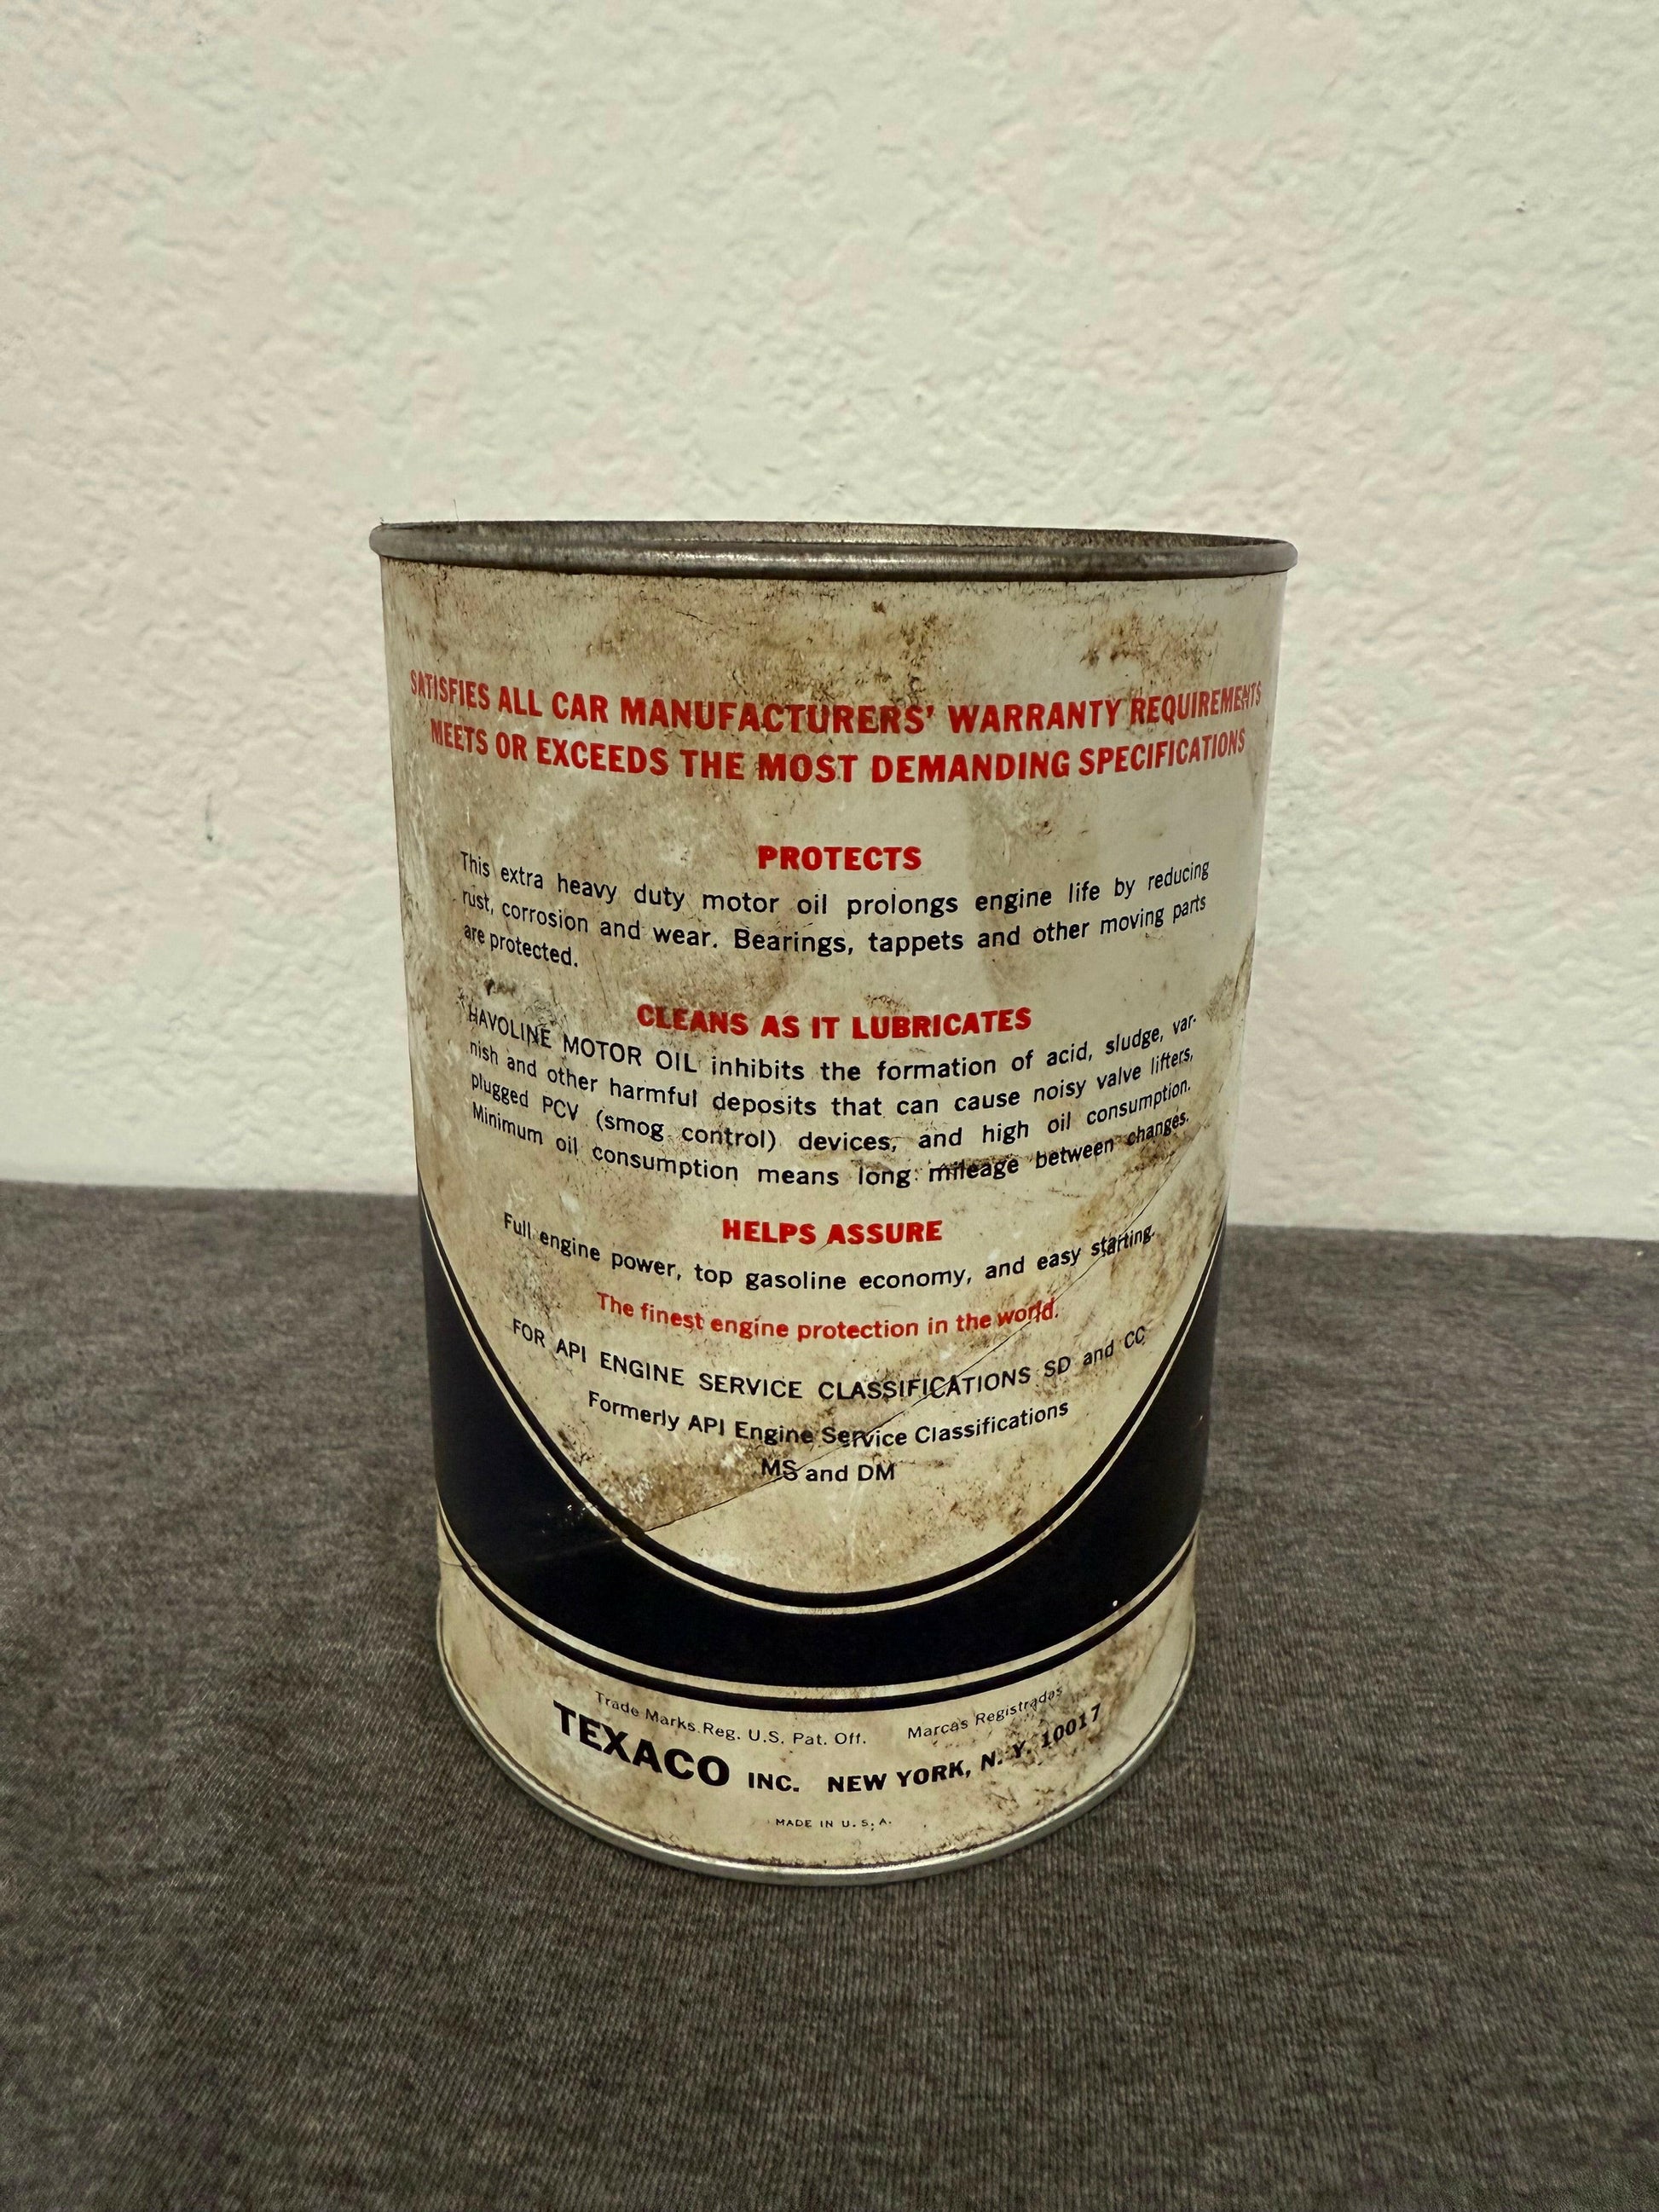 SATISFIES ALL CAR MANUFACTURERS' WARRANTY REQUIREMENTS
MEETS OR EXCEEDS THE MOST DEMANDING SPECIFICATIONS
PROTECTS
This extra heavy duty motor oil prolongs engine life by reducing
rust, corrosion and wear. Bearings, tappets and other moving parts
are protected.
CLEANS AS IT LUBRICATES
HAVOLINE MOTOR OIL inhibits the formation of acid, sludge, var-
nish and other harmful deposits that can cause noisy valve lifters,
plugged PCV (smog control) devices, and high oil consumption.
Minimum oil consumption means long mileage between changes.
HELPS ASSURE
Full engine power, top gasoline economy, and easy starting.
The finest engine protection in the world.
FOR API ENGINE SERVICE CLASSIFICATIONS SD and CC
Formerly API Engine Service Classifications
MS and DM
Trade Marks Reg. U.S. Pat. Off. Marcas Registradas
TEXACO INC. NEW YORK, N. Y. 10017
MADE IN U. S. A.